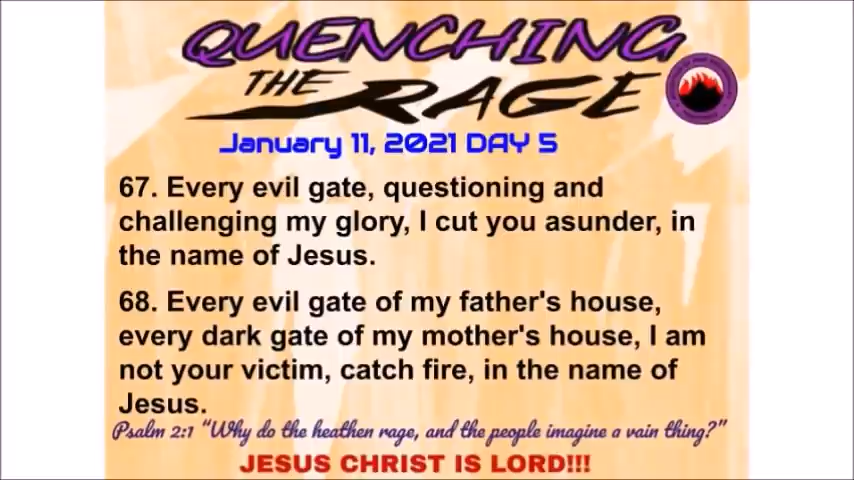 QUENCHING
THE RAGE
January 11, 2021 DAY 5
67. Every evil gate, questioning and
challenging my glory, I cut you asunder, in
the name of Jesus.
68. Every evil gate of my father's house,
every dark gate of my mother's house, I am
not your victim, catch fire, in the name of
Jesus.
Psalm 2:1 “Why do the heathen rage, and the people imagine a vain thing?”
JESUS CHRIST IS LORD!!!